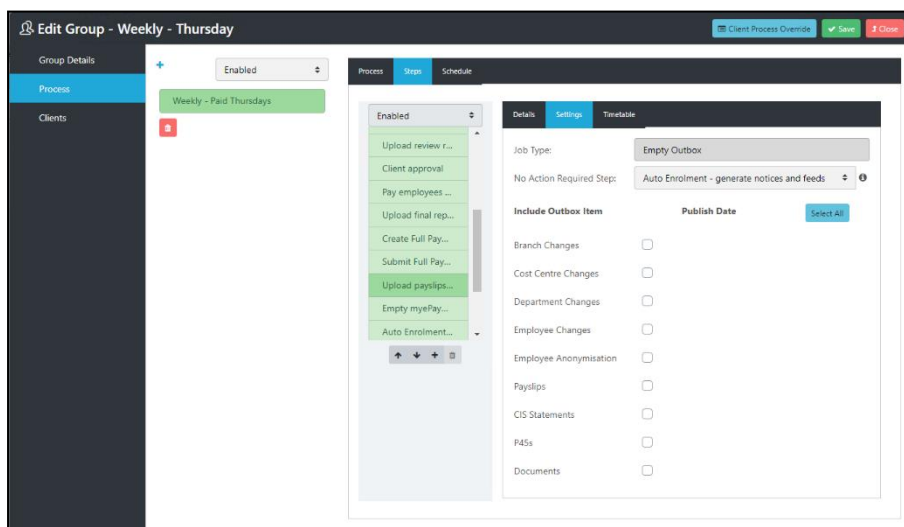 Edit Group - Weekly - Thursday
Client Process Override
Save
Close
Group Details
Process
Clients
Enabled
Weekly - Paid Thursdays
Process
Steps
Schedule
Enabled
Upload review r...
Client approval
Pay employees ...
Upload final rep...
Create Full Pay...
Submit Full Pay...
Upload payslips...
Empty myePay...
Auto Enrolment...
Details
Settings
Timetable
Job Type:
Empty Outbox
No Action Required Step:
Auto Enrolment - generate notices and feeds
Include Outbox Item
Publish Date
Select All
Branch Changes
Cost Centre Changes
Department Changes
Employee Changes
Employee Anonymisation
Payslips
CIS Statements
P45s
Documents